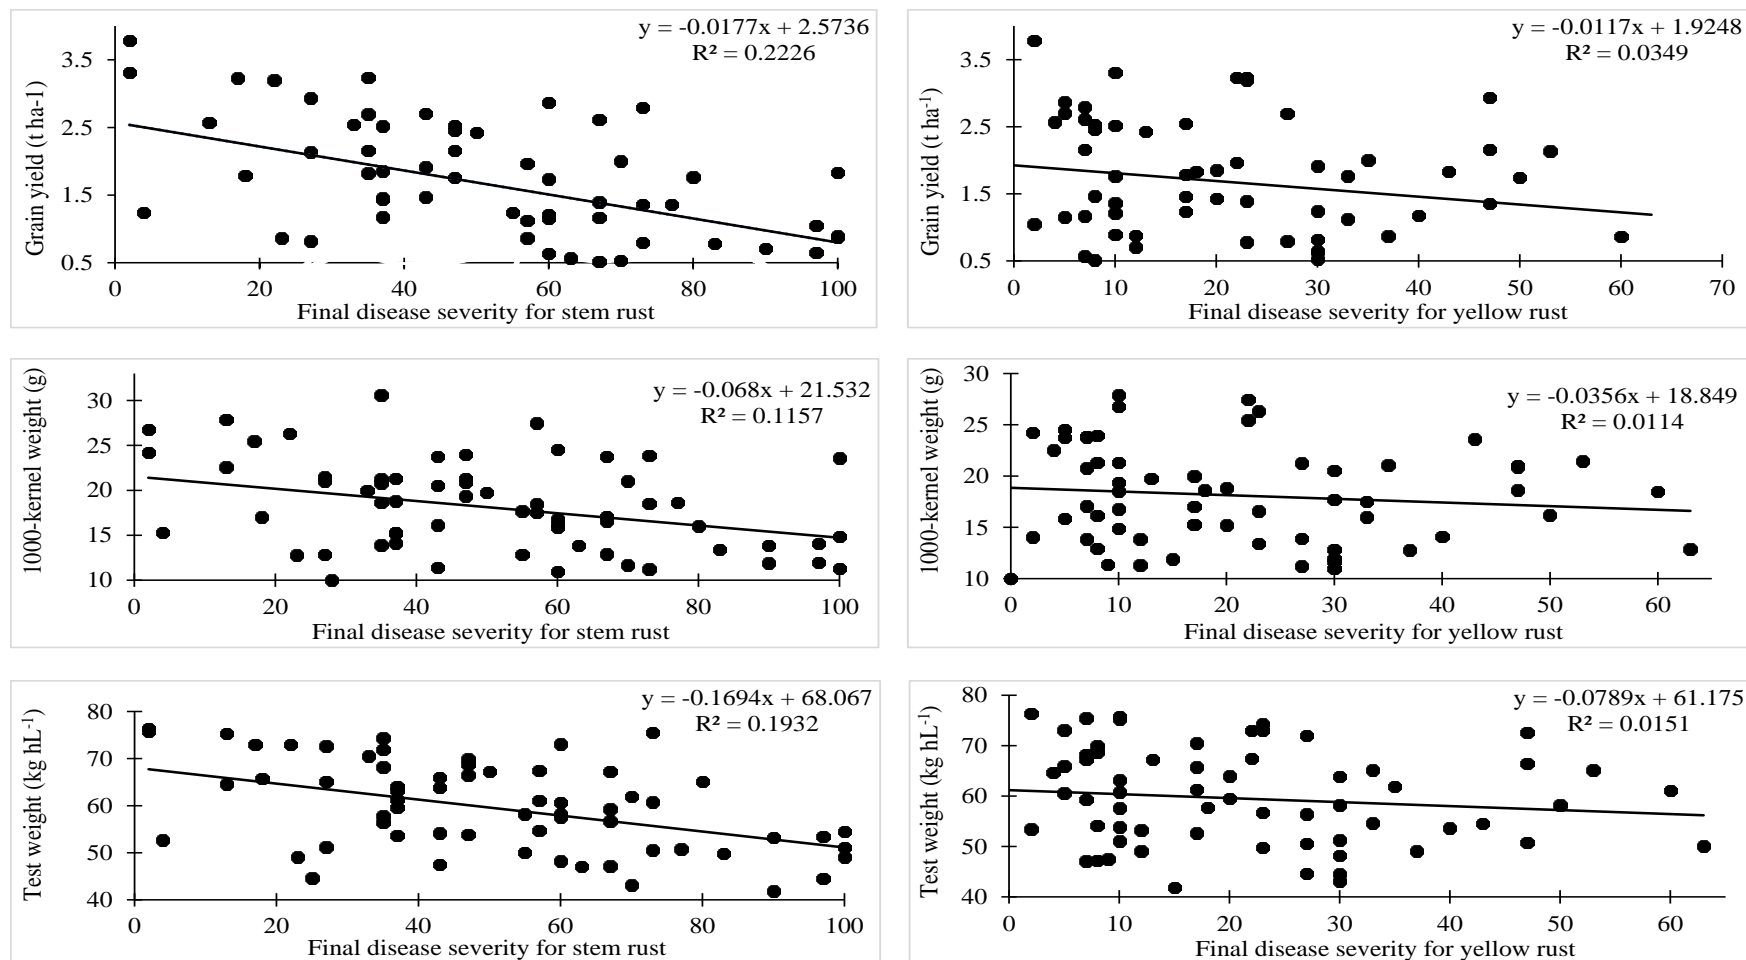 y = -0.0177x + 2.5736
R² = 0.2226
Grain yield (t ha-1)
3.5
2.5
1.5
0.5
0 20 40 60 80 100
Final disease severity for stem rust
y = -0.0117x + 1.9248
R² = 0.0349
Grain yield (t ha⁻¹)
3.5
2.5
1.5
0.5
0 10 20 30 40 50 60 70
Final disease severity for yellow rust
y = -0.068x + 21.532
R² = 0.1157
1000-kernel weight (g)
30
25
20
15
10
0 20 40 60 80 100
Final disease severity for stem rust
y = -0.0356x + 18.849
R² = 0.0114
1000-kernel weight (g)
30
25
20
15
10
0 10 20 30 40 50 60
Final disease severity for yellow rust
y = -0.1694x + 68.067
R² = 0.1932
Test weight (kg hL⁻¹)
80
70
60
50
40
0 20 40 60 80 100
Final disease severity for stem rust
y = -0.0789x + 61.175
R² = 0.0151
Test weight (kg hL⁻¹)
80
70
60
50
40
0 10 20 30 40 50 60
Final disease severity for yellow rust